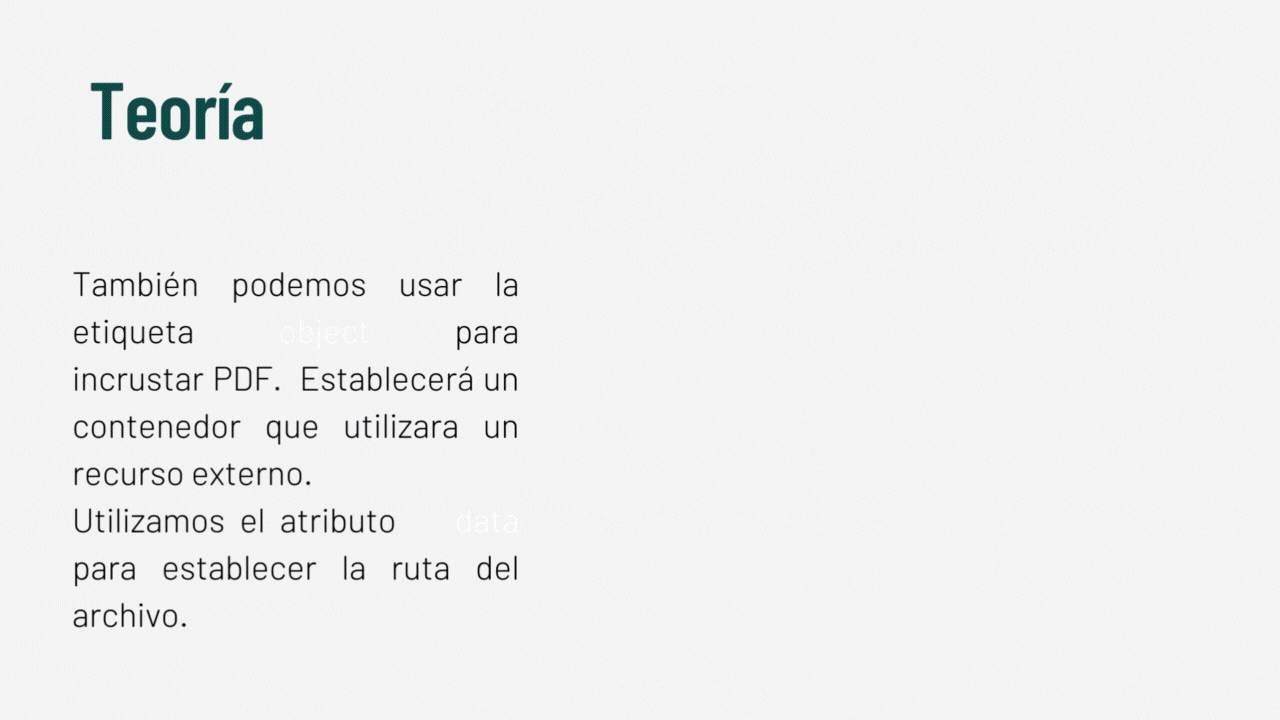 Teoría
También podemos usar la
etiqueta object para
incrustar PDF. Establecerá un
contenedor que utilizara un
recurso externo.
Utilizamos el atributo data
para establecer la ruta del
archivo.